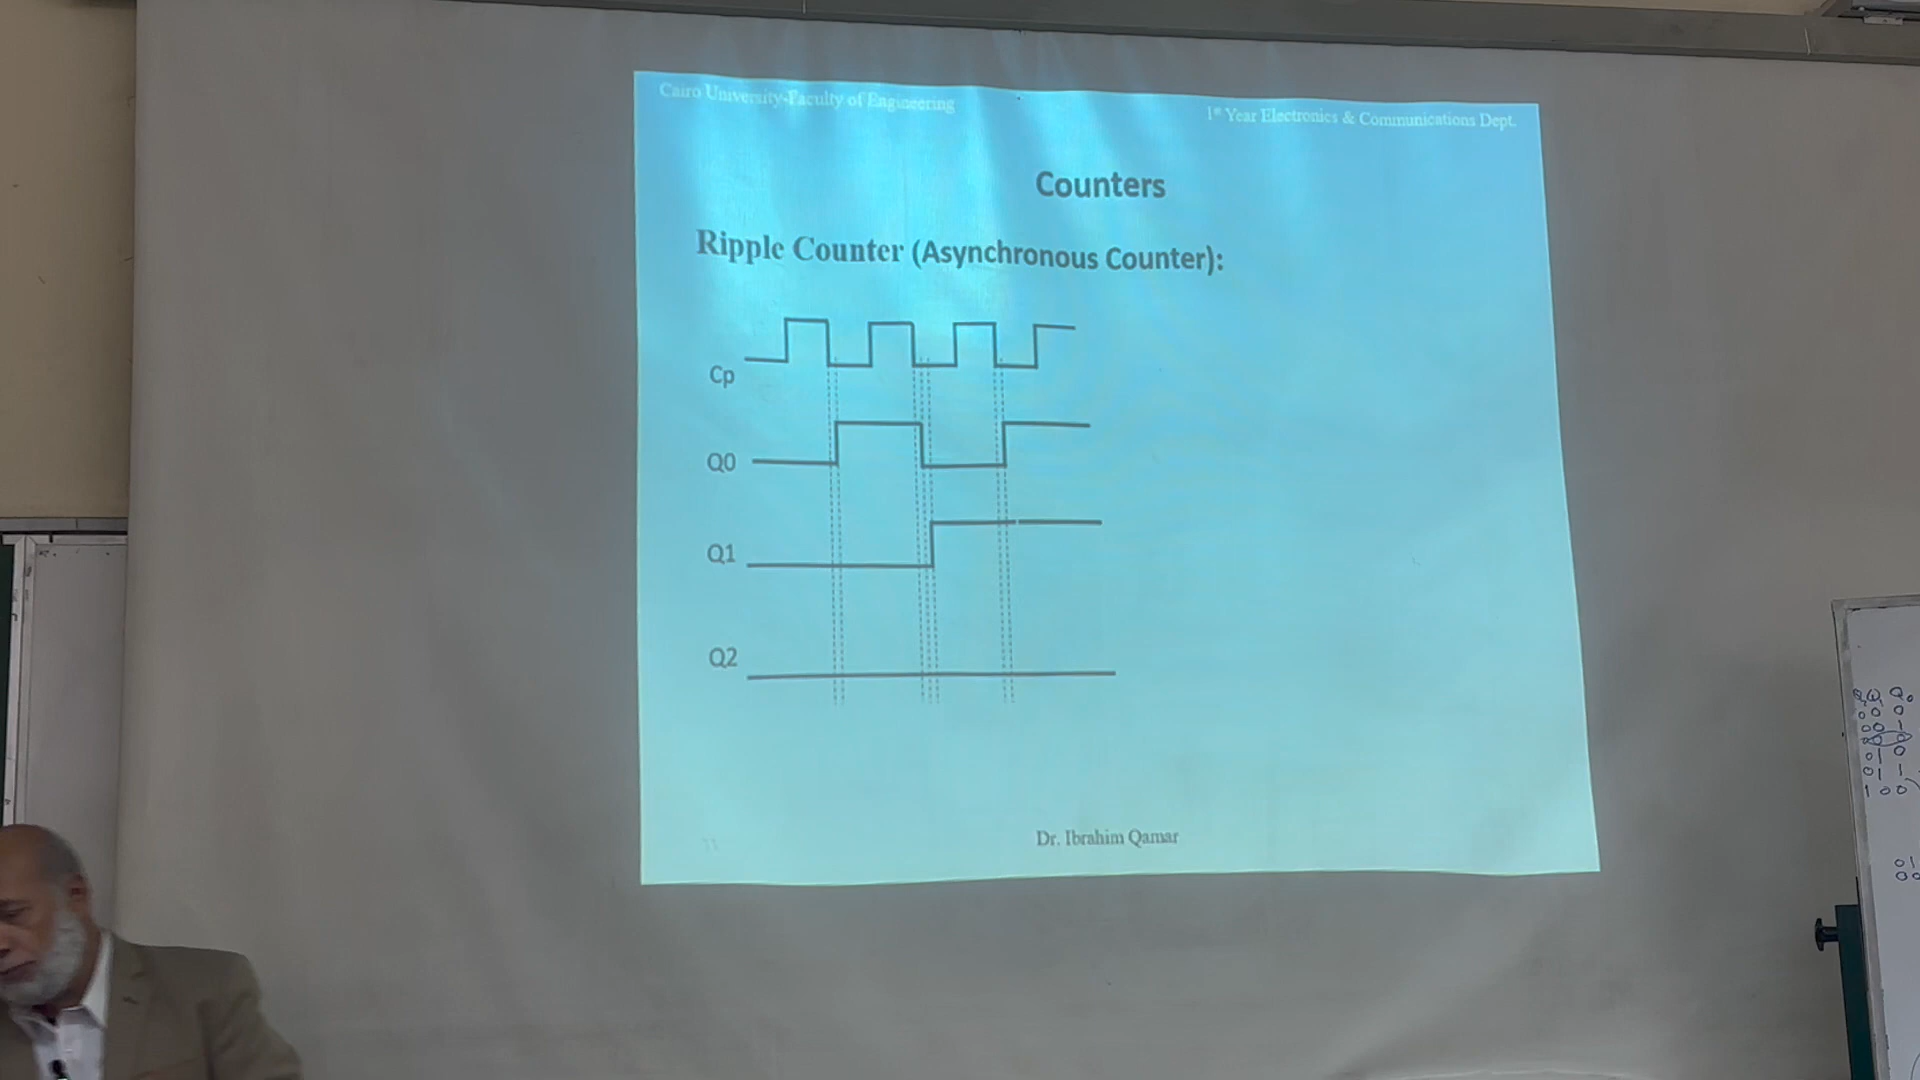 Cairo University-Faculty of Engineering
1st Year Electronics & Communications Dept.
Counters
Ripple Counter (Asynchronous Counter):
Cp
Q0
Q1
Q2
Dr. Ibrahim Qamar